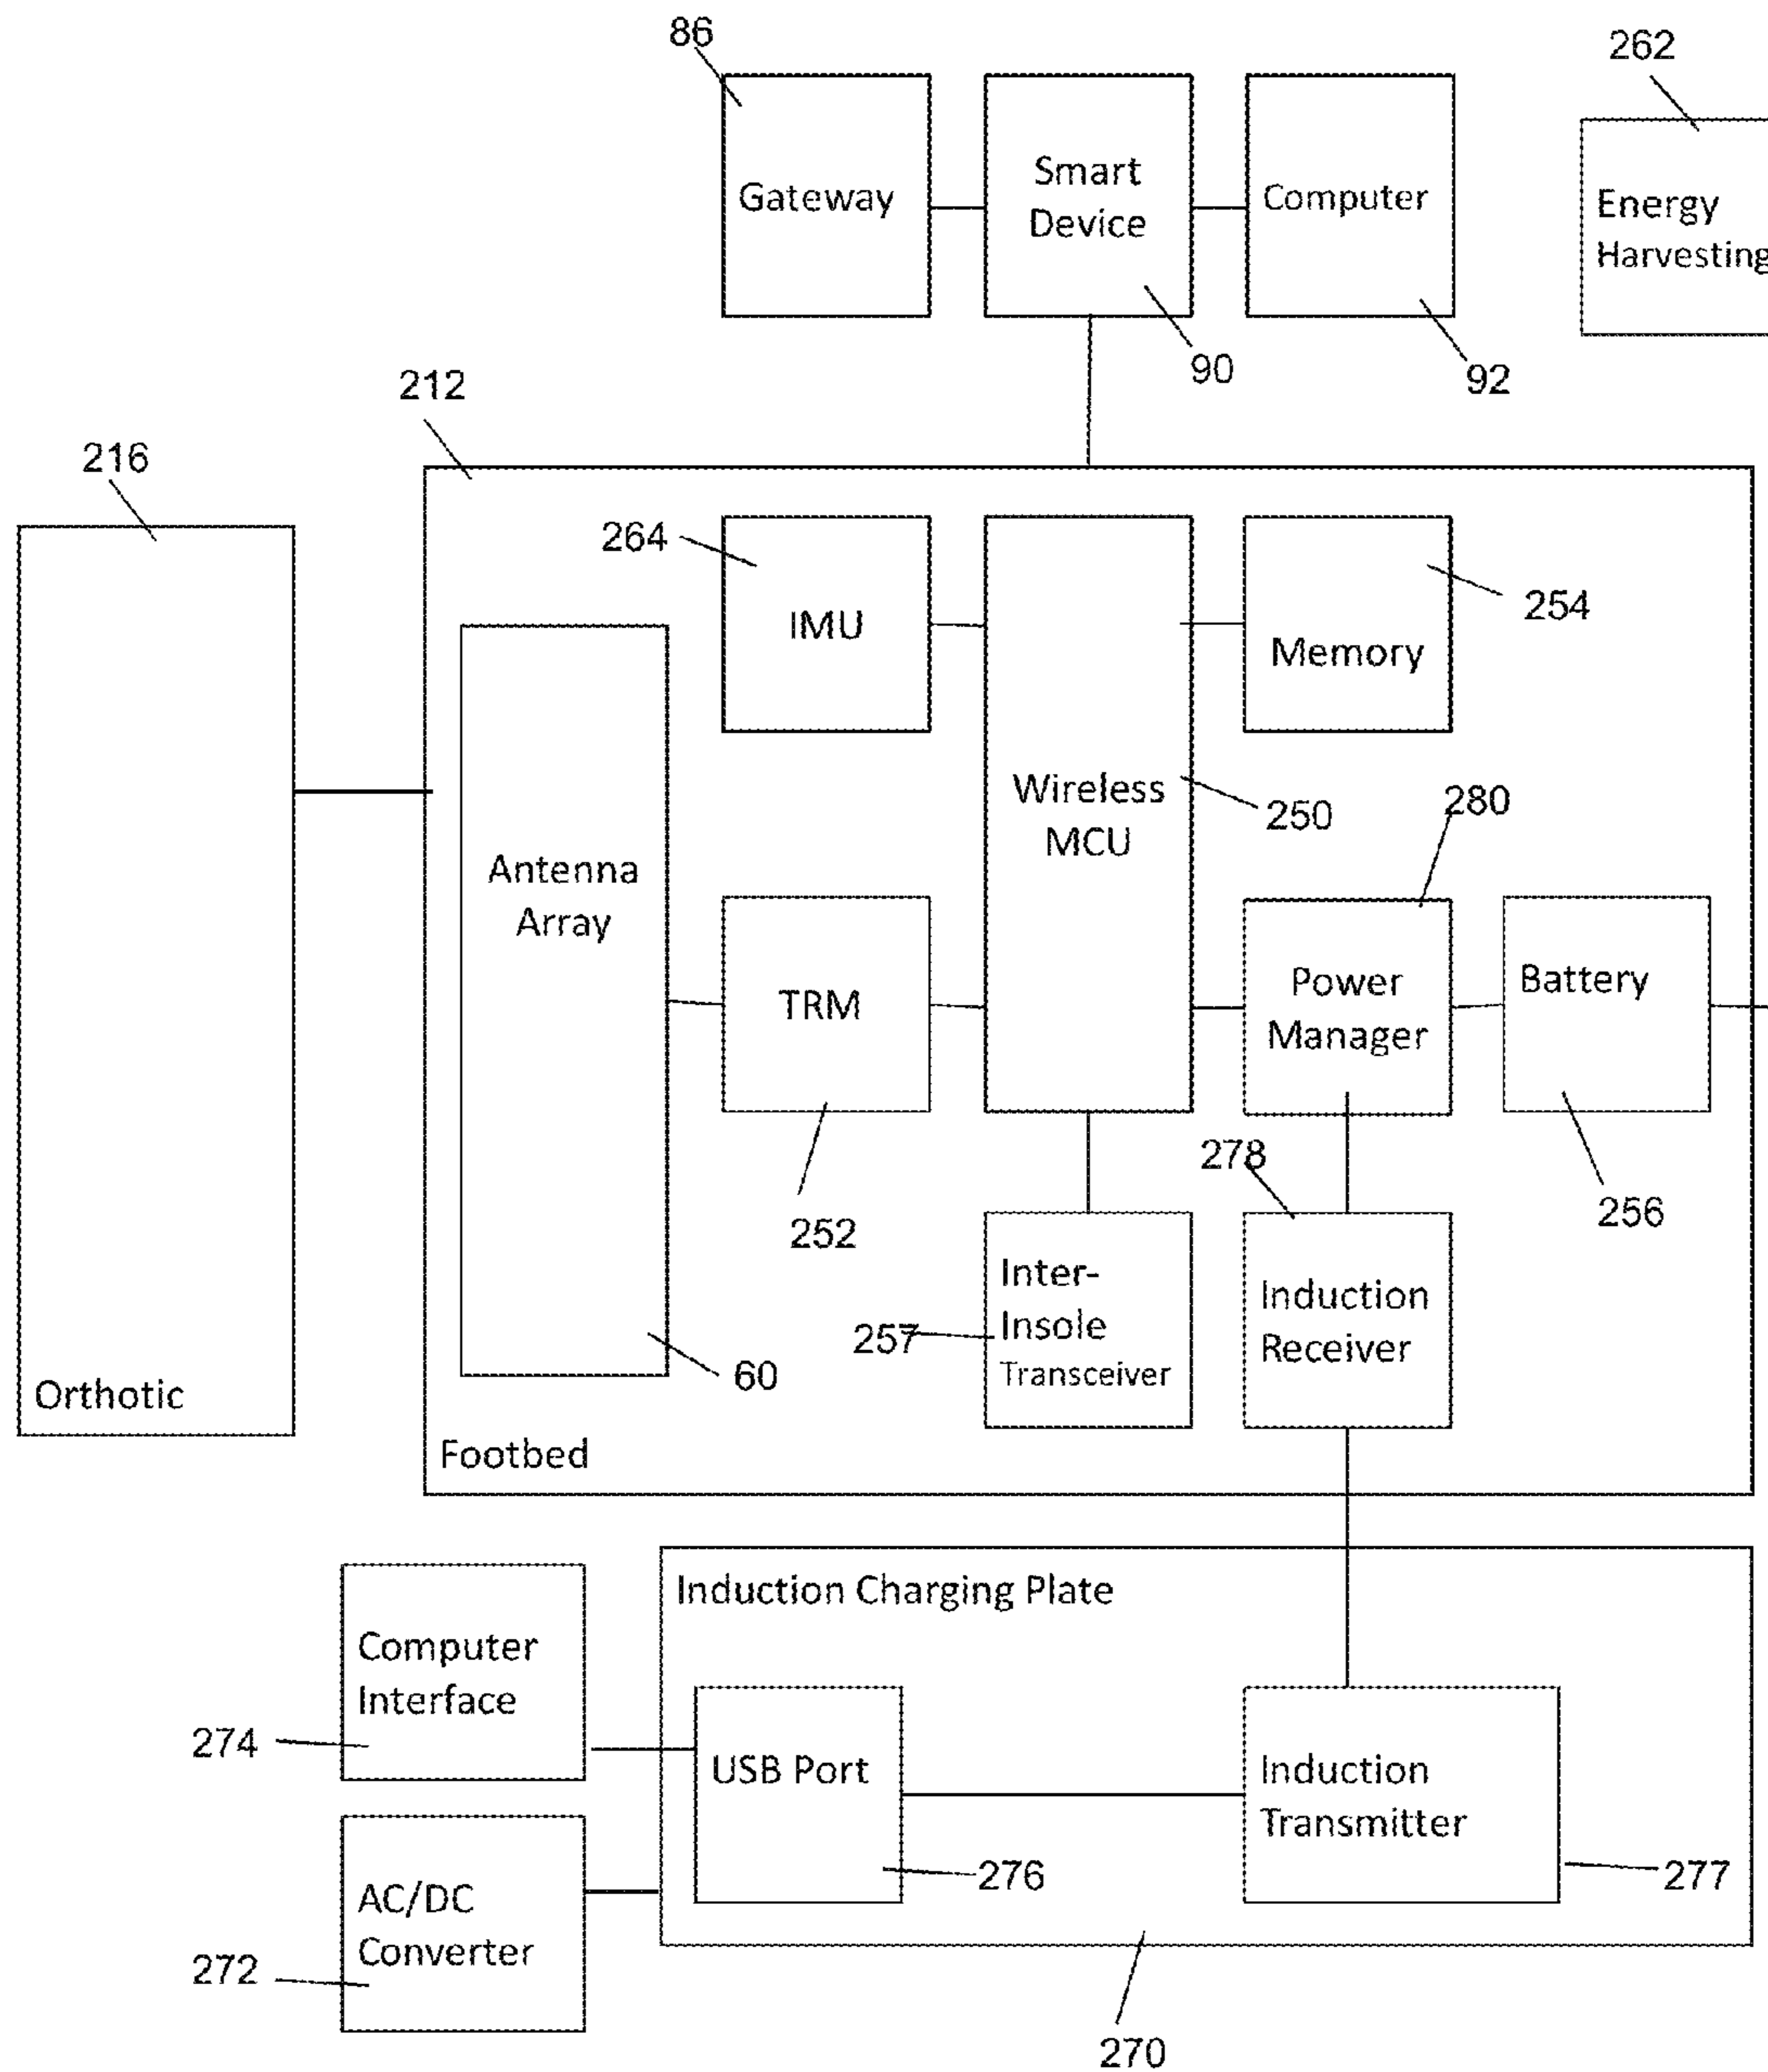 86
262
Gateway
Smart
Device
Computer
Energy
Harvesting
90
92
212
216
264
IMU
254
Memory
Wireless
MCU
250
280
Antenna
Array
TRM
Power
Manager
Battery
252
278
256
257
Inter-
Insole
Transceiver
Induction
Receiver
60
Orthotic
Footbed
Induction Charging Plate
Computer
Interface
274
USB Port
Induction
Transmitter
276
277
AC/DC
Converter
272
270